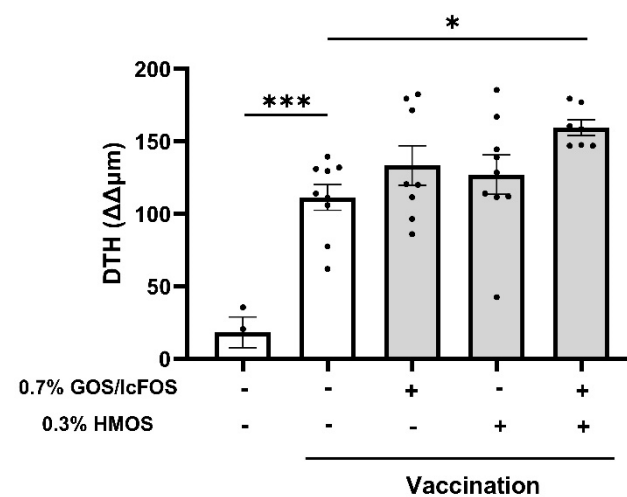 *
***
200
150
100
50
0
DTH (ΔΔµm)
0.7% GOS/lcFOS - - + - +
0.3% HMOS - - - + +
Vaccination